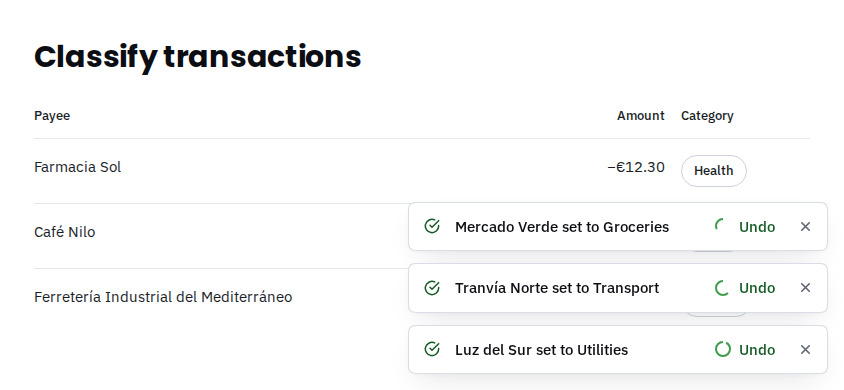 Classify transactions
Payee Amount Category
Farmacia Sol −€12.30 Health
Café Nilo
Mercado Verde set to Groceries Undo
Ferretería Industrial del Mediterráneo
Tranvía Norte set to Transport Undo
Luz del Sur set to Utilities Undo